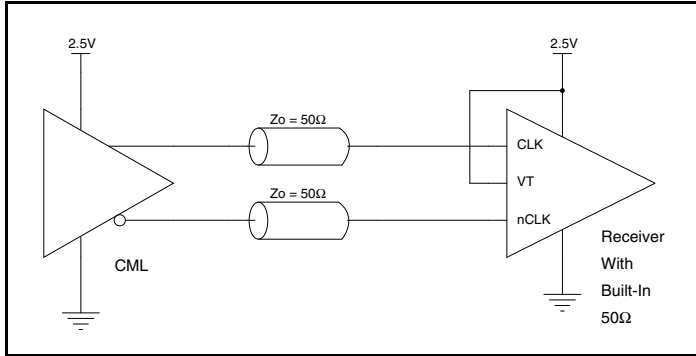 2.5V
2.5V
Zo = 50Ω
CLK
VT
Zo = 50Ω
nCLK
CML
Receiver
With
Built-In
50Ω